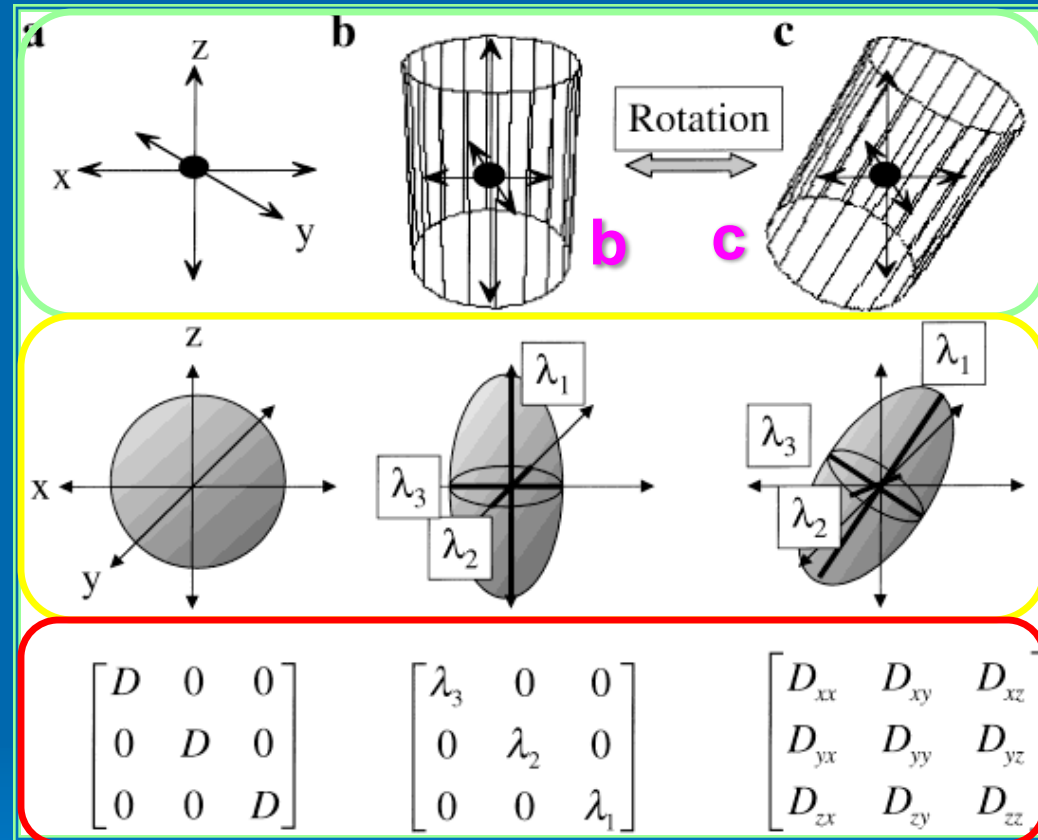 a
b
c
z
x
y
Rotation
b
c
z
x
y
λ1
λ3
λ2
λ1
λ3
λ2
[D 0 0
0 D 0
0 0 D]
[λ3 0 0
0 λ2 0
0 0 λ1]
[Dxx Dxy Dxz
Dyx Dyy Dyz
Dzx Dzy Dzz]